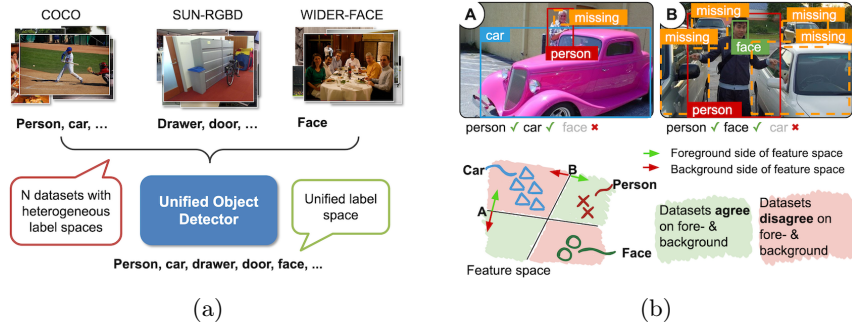 COCO
SUN-RGBD
WIDER-FACE
Person, car, ...
Drawer, door, ...
Face
N datasets with
heterogeneous
label spaces
Unified Object
Detector
Unified label
space
Person, car, drawer, door, face, ...
(a)
A
missing
car
person
person ✓ car ✓ face ✗
B
missing
missing
missing
face
person
person ✓ face ✓ car ✗
Foreground side of feature space
Background side of feature space
Car
B
Person
A
Face
Feature space
Datasets agree
on fore- &
background
Datasets
disagree on
fore- &
background
(b)